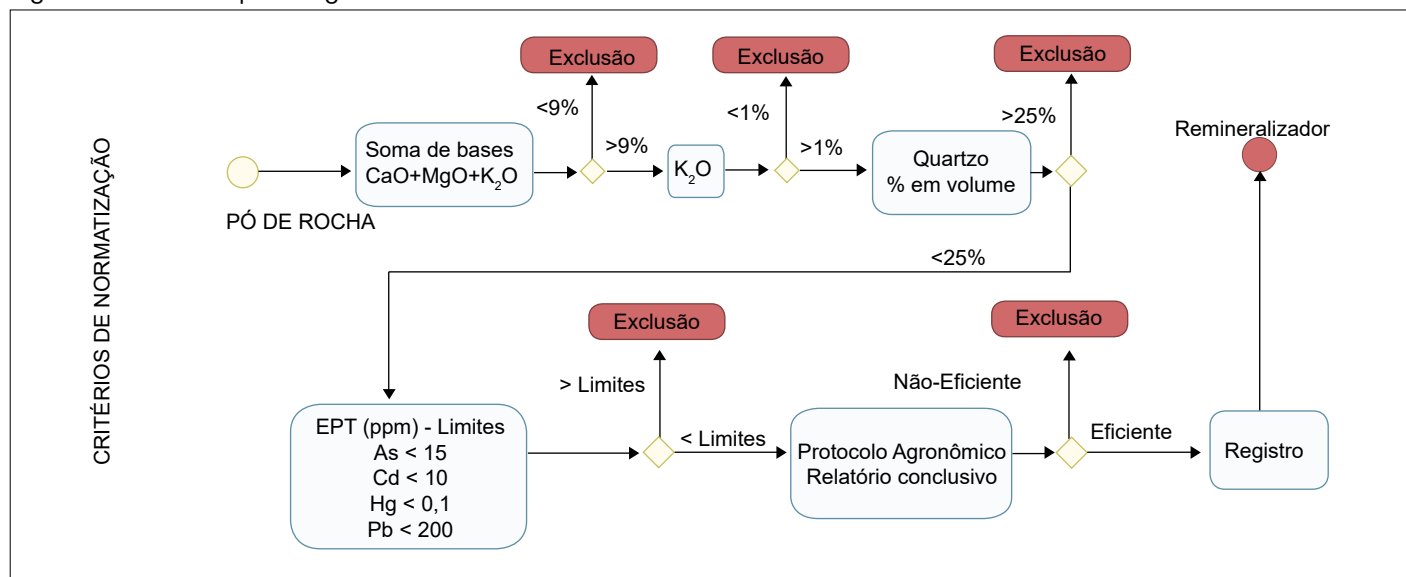 Exclusão
Exclusão
Exclusão
<9%
<1%
>25%
Remineralizador
Soma de bases
CaO+MgO+K₂O
>9%
K₂O
>1%
Quartzo
% em volume
PÓ DE ROCHA
<25%
CRITÉRIOS DE NORMATIZAÇÃO
Exclusão
Exclusão
> Limites
Não-Eficiente
EPT (ppm) - Limites
As < 15
Cd < 10
Hg < 0,1
Pb < 200
< Limites
Protocolo Agronômico
Relatório conclusivo
Eficiente
Registro